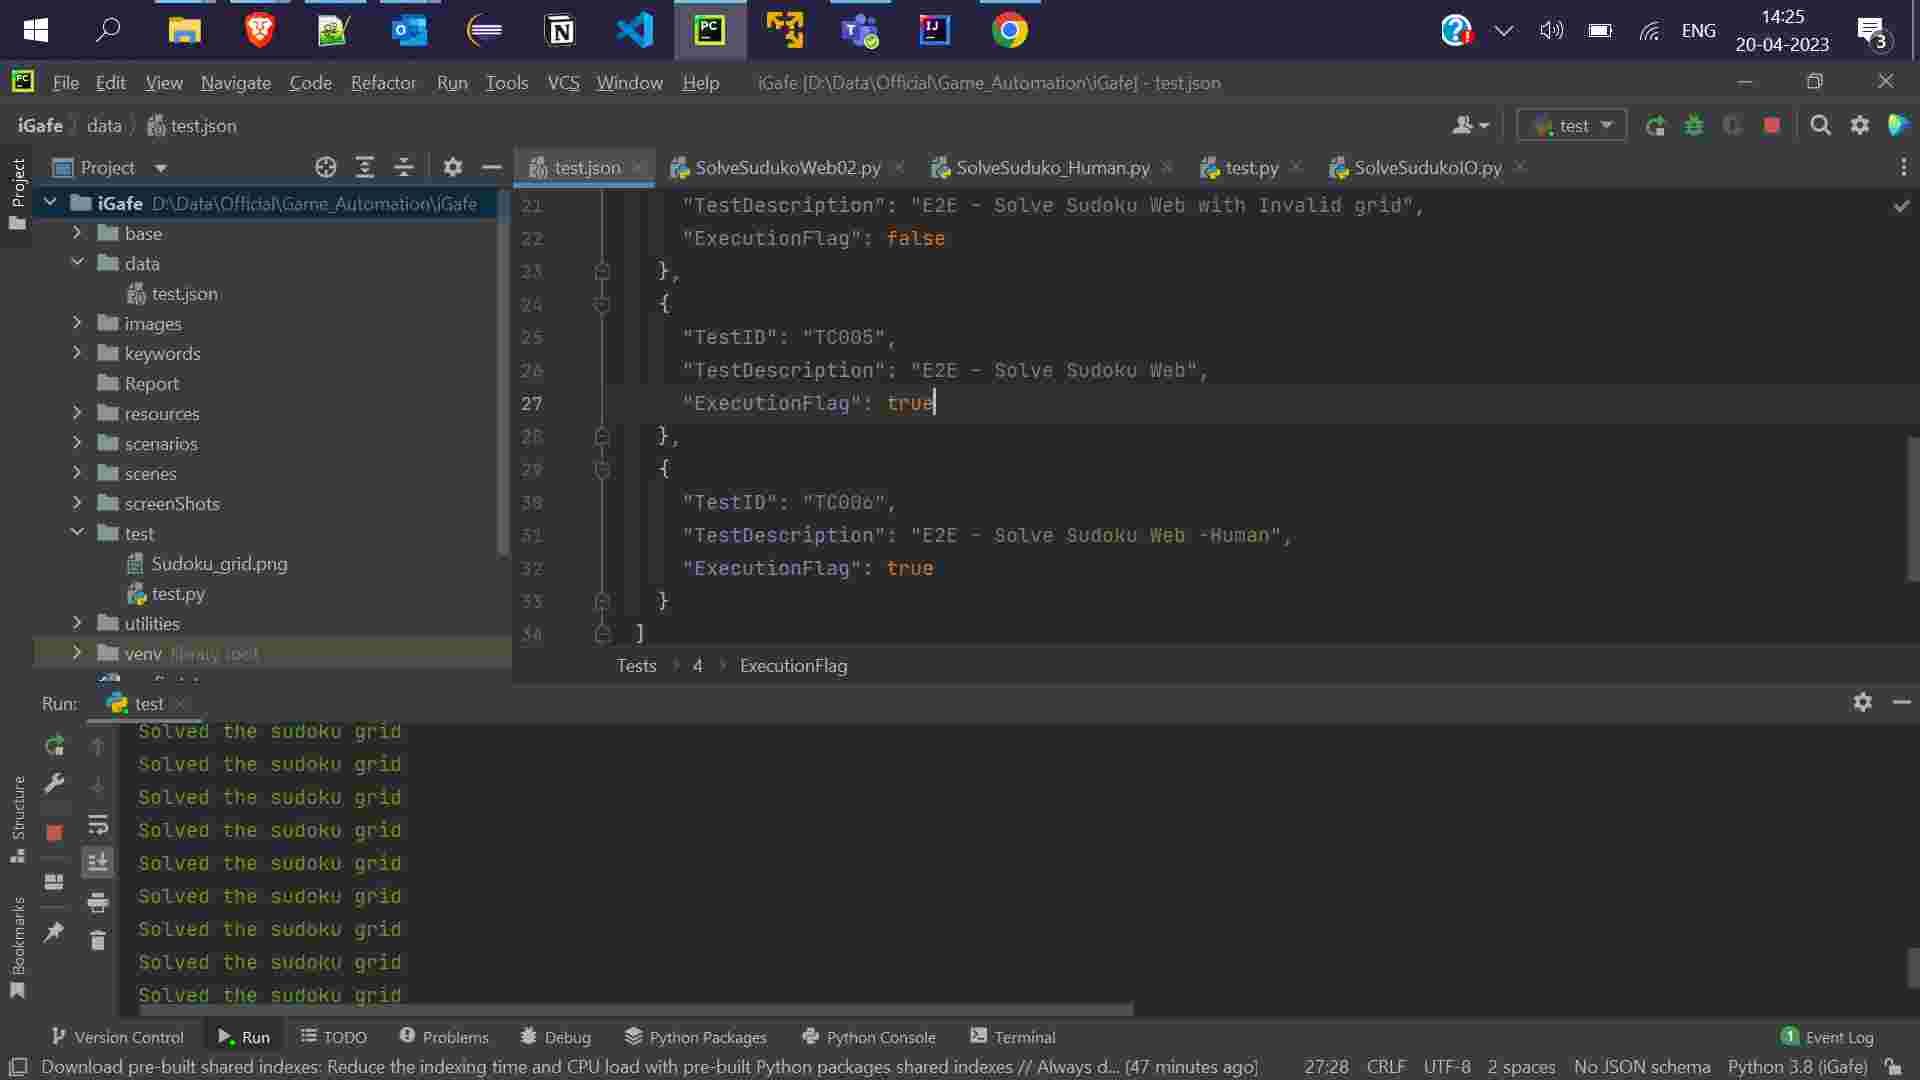 14:25
ENG
20-04-2023
3
File Edit View Navigate Code Refactor Run Tools VCS Window Help iGafe [D:\Data\Official\Game_Automation\iGafe] - test.json
iGafe data test.json
test
Project
test.json SolveSudukoWeb02.py SolveSuduko_Human.py test.py SolveSudukoIO.py
Project
iGafe D:\Data\Official\Game_Automation\iGafe
base
data
test.json
images
keywords
Report
resources
scenarios
scenes
screenShots
test
Sudoku_grid.png
test.py
utilities
venv library root
21 "TestDescription": "E2E - Solve Sudoku Web with Invalid grid",
22 "ExecutionFlag": false
23 },
24 {
25 "TestID": "TC005",
26 "TestDescription": "E2E - Solve Sudoku Web",
27 "ExecutionFlag": true
28 },
29 {
30 "TestID": "TC006",
31 "TestDescription": "E2E - Solve Sudoku Web -Human",
32 "ExecutionFlag": true
33 }
34 ]
Tests 4 ExecutionFlag
Run: test
Solved the sudoku grid
Solved the sudoku grid
Solved the sudoku grid
Solved the sudoku grid
Solved the sudoku grid
Solved the sudoku grid
Solved the sudoku grid
Solved the sudoku grid
Solved the sudoku grid
Structure
Bookmarks
Version Control Run TODO Problems Debug Python Packages Python Console Terminal 1 Event Log
Download pre-built shared indexes: Reduce the indexing time and CPU load with pre-built Python packages shared indexes // Always d... (47 minutes ago) 27:28 CRLF UTF-8 2 spaces No JSON schema Python 3.8 (iGafe)